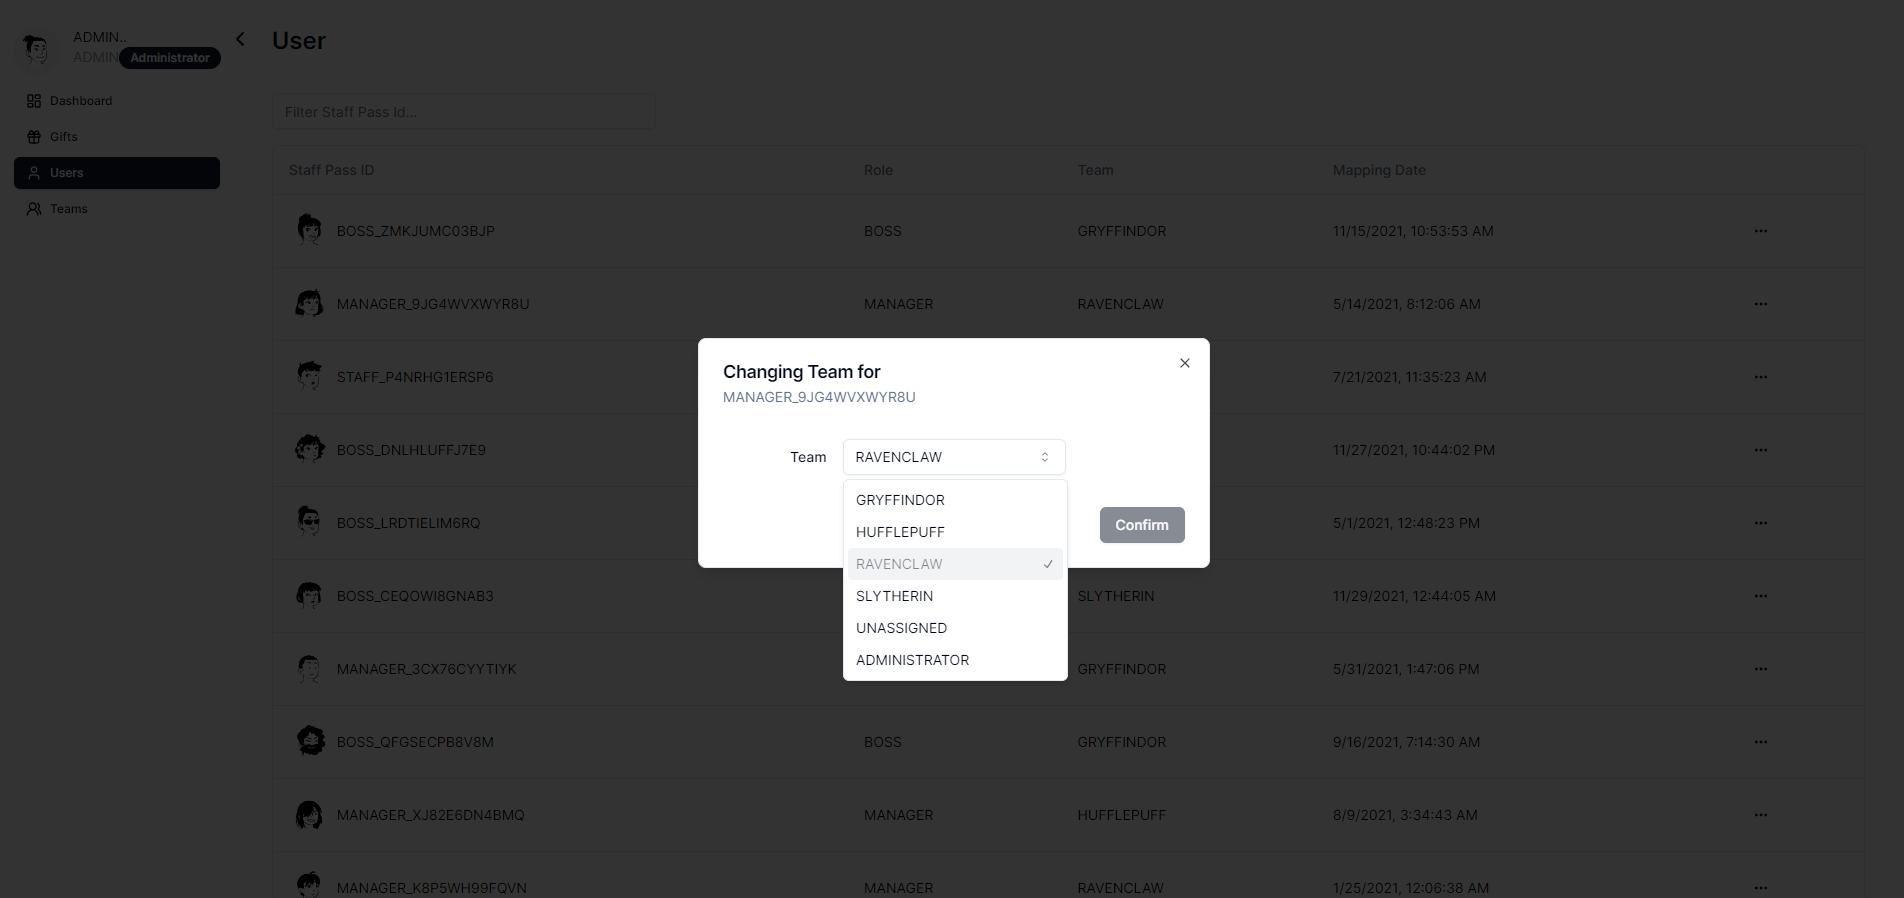 ADMIN..
ADMIN Administrator
Dashboard
Gifts
Users
Teams
User
Filter Staff Pass Id...
Staff Pass ID Role Team Mapping Date
BOSS_ZMKJUMC03BJP BOSS GRYFFINDOR 11/15/2021, 10:53:53 AM
MANAGER_9JG4WVXWYR8U MANAGER RAVENCLAW 5/14/2021, 8:12:06 AM
STAFF_P4NRHG1ERSP6 7/21/2021, 11:35:23 AM
BOSS_DNLHLUFFJ7E9 11/27/2021, 10:44:02 PM
BOSS_LRDTIELIM6RQ 5/1/2021, 12:48:23 PM
BOSS_CEQOWI8GNAB3 SLYTHERIN 11/29/2021, 12:44:05 AM
MANAGER_3CX76CYYTIYK GRYFFINDOR 5/31/2021, 1:47:06 PM
BOSS_QFGSECPB8V8M BOSS GRYFFINDOR 9/16/2021, 7:14:30 AM
MANAGER_XJ82E6DN4BMQ MANAGER HUFFLEPUFF 8/9/2021, 3:34:43 AM
MANAGER_K8P5WH99FQVN MANAGER RAVENCLAW 1/25/2021, 12:06:38 AM
Changing Team for
MANAGER_9JG4WVXWYR8U
Team RAVENCLAW
GRYFFINDOR
HUFFLEPUFF
RAVENCLAW
SLYTHERIN
UNASSIGNED
ADMINISTRATOR
Confirm